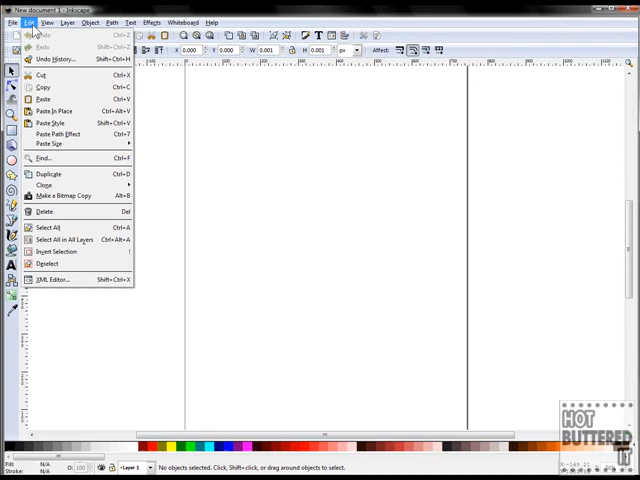 New document 1 - Inkscape
File Edit View Layer Object Path Text Effects Whiteboard Help
Undo Ctrl+Z
Redo Shift+Ctrl+Z
Undo History... Shift+Ctrl+H
X 0.000 Y 0.000 W 0.001 H 0.001 px Affect:
Cut Ctrl+X
Copy Ctrl+C
Paste Ctrl+V
Paste In Place Ctrl+Alt+V
Paste Style Shift+Ctrl+V
Paste Path Effect Ctrl+7
Paste Size
Find... Ctrl+F
Duplicate Ctrl+D
Clone
Make a Bitmap Copy Alt+B
Delete Del
Select All Ctrl+A
Select All in All Layers Ctrl+Alt+A
Invert Selection !
Deselect
XML Editor... Shift+Ctrl+X
HOT
BUTTERED
IT
Fill: N/A
Stroke: N/A
O: 100
Layer 1
No objects selected. Click, Shift+click, or drag around objects to select.
X: -149.21